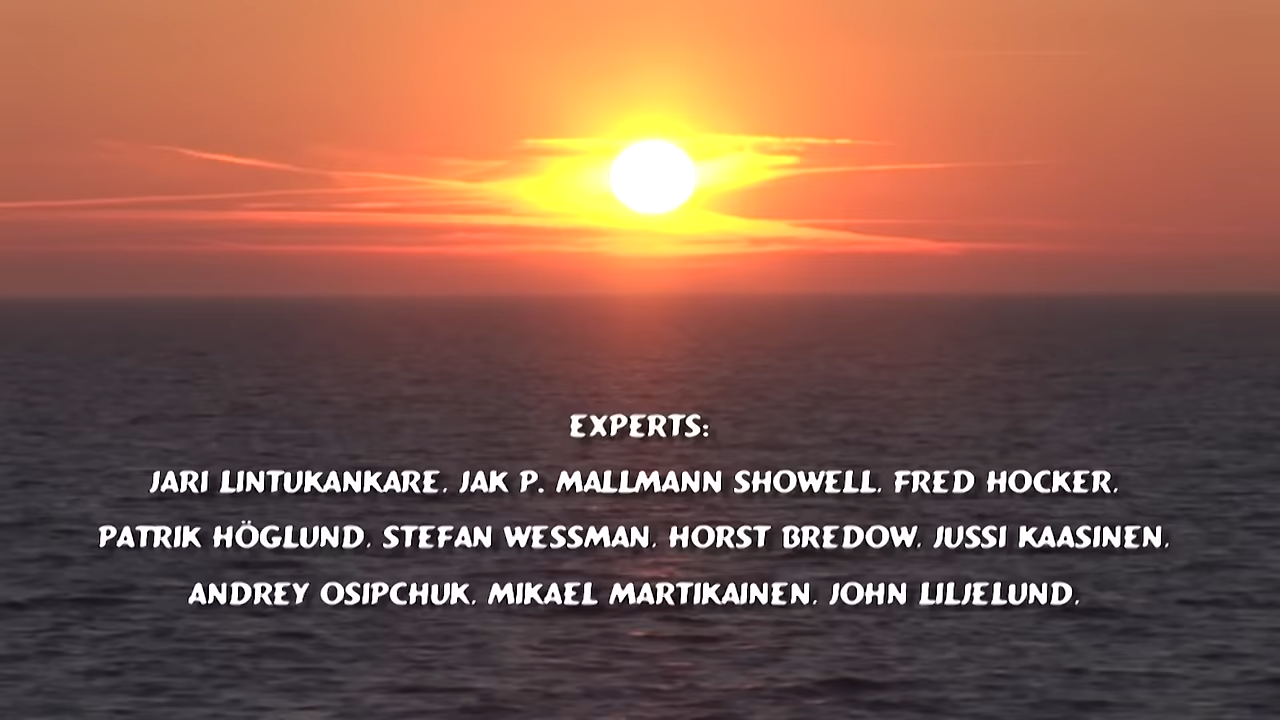 EXPERTS:
JARI LINTUKANKARE, JAK P. MALLMANN SHOWELL, FRED HOCKER,
PATRIK HÖGLUND, STEFAN WESSMAN, HORST BREDOW, JUSSI KAASINEN,
ANDREY OSIPCHUK, MIKAEL MARTIKAINEN, JOHN LILJELUND,